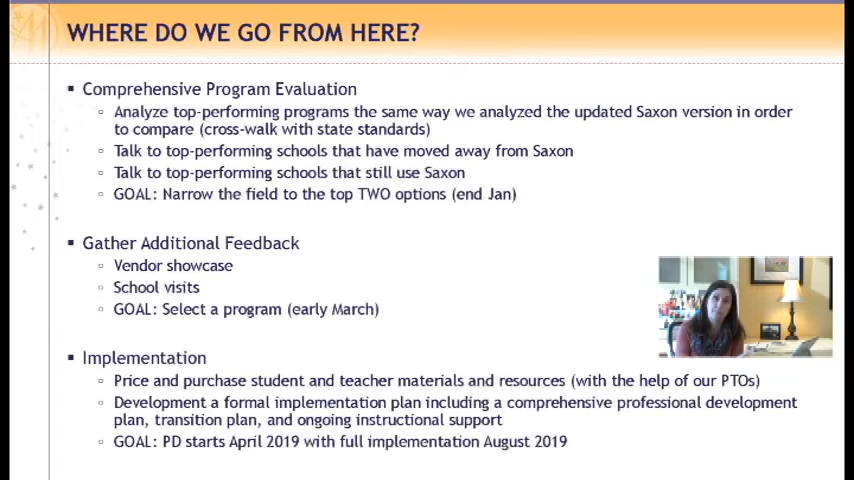 WHERE DO WE GO FROM HERE?
Comprehensive Program Evaluation
Analyze top-performing programs the same way we analyzed the updated Saxon version in order
to compare (cross-walk with state standards)
Talk to top-performing schools that have moved away from Saxon
Talk to top-performing schools that still use Saxon
GOAL: Narrow the field to the top TWO options (end Jan)
Gather Additional Feedback
Vendor showcase
School visits
GOAL: Select a program (early March)
Implementation
Price and purchase student and teacher materials and resources (with the help of our PTOs)
Development a formal implementation plan including a comprehensive professional development
plan, transition plan, and ongoing instructional support
GOAL: PD starts April 2019 with full implementation August 2019